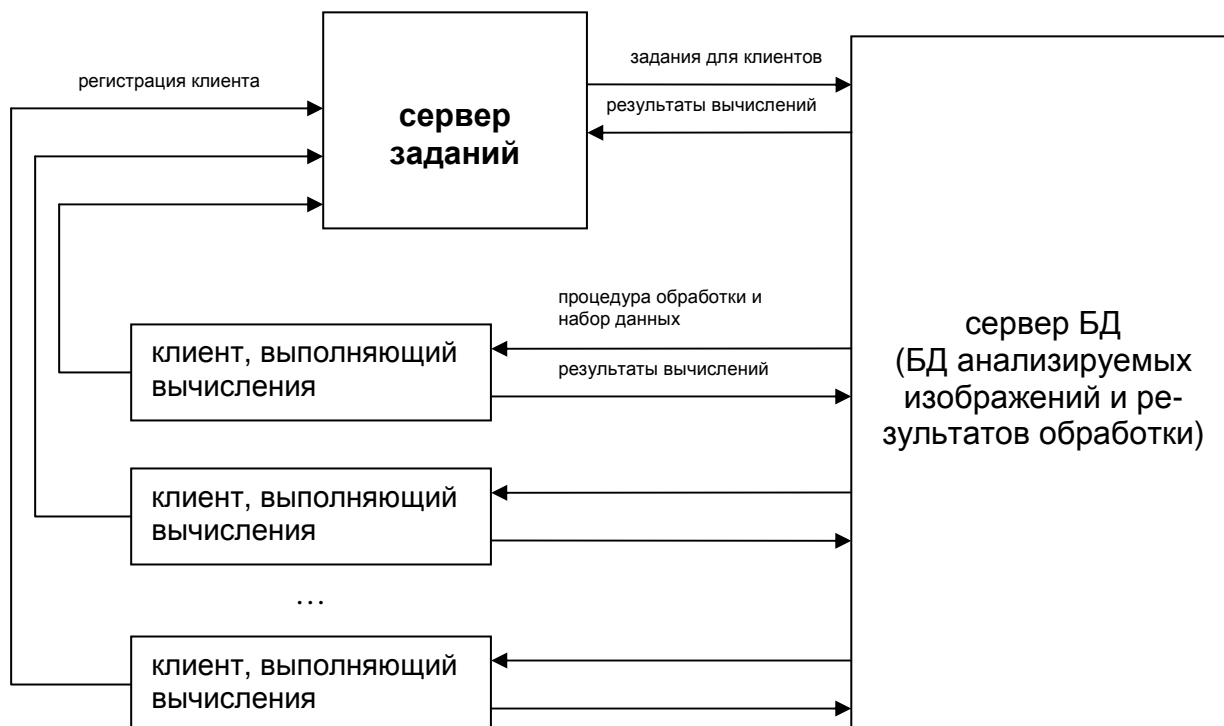 задания для клиентов
регистрация клиента
результаты вычислений
сервер
заданий
процедура обработки и
набор данных
клиент, выполняющий
вычисления
результаты вычислений
сервер БД
(БД анализируемых
изображений и ре-
зультатов обработки)
клиент, выполняющий
вычисления
...
клиент, выполняющий
вычисления